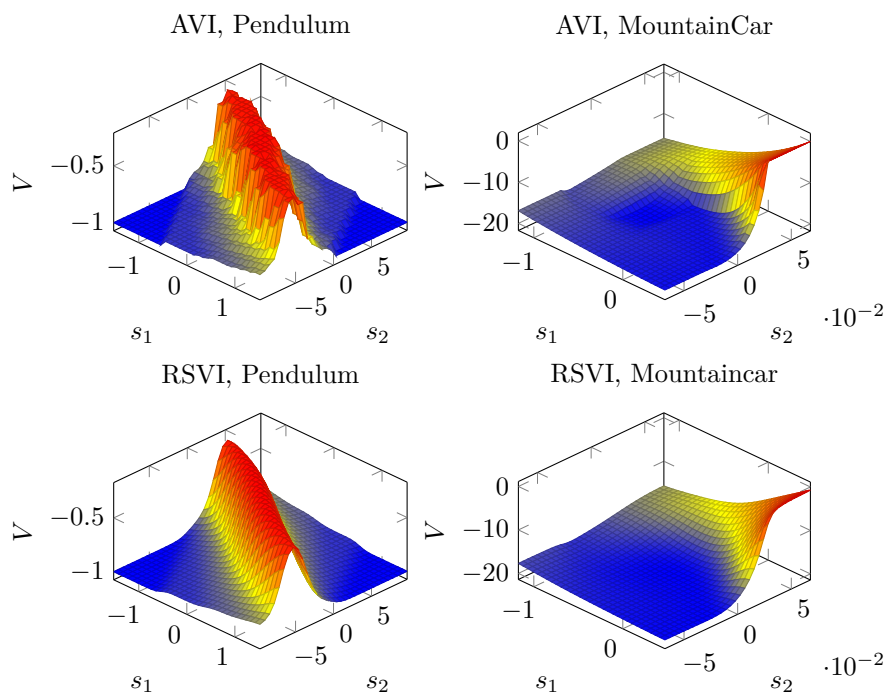 AVI, Pendulum
AVI, MountainCar
−0.5
−1
V
−1
0
1
s₁
−5
0
5
s₂
0
−10
−20
V
−1
0
s₁
−5
0
5
s₂
·10⁻²
RSVI, Pendulum
RSVI, Mountaincar
−0.5
−1
V
−1
0
1
s₁
−5
0
5
s₂
0
−10
−20
V
−1
0
s₁
−5
0
5
s₂
·10⁻²